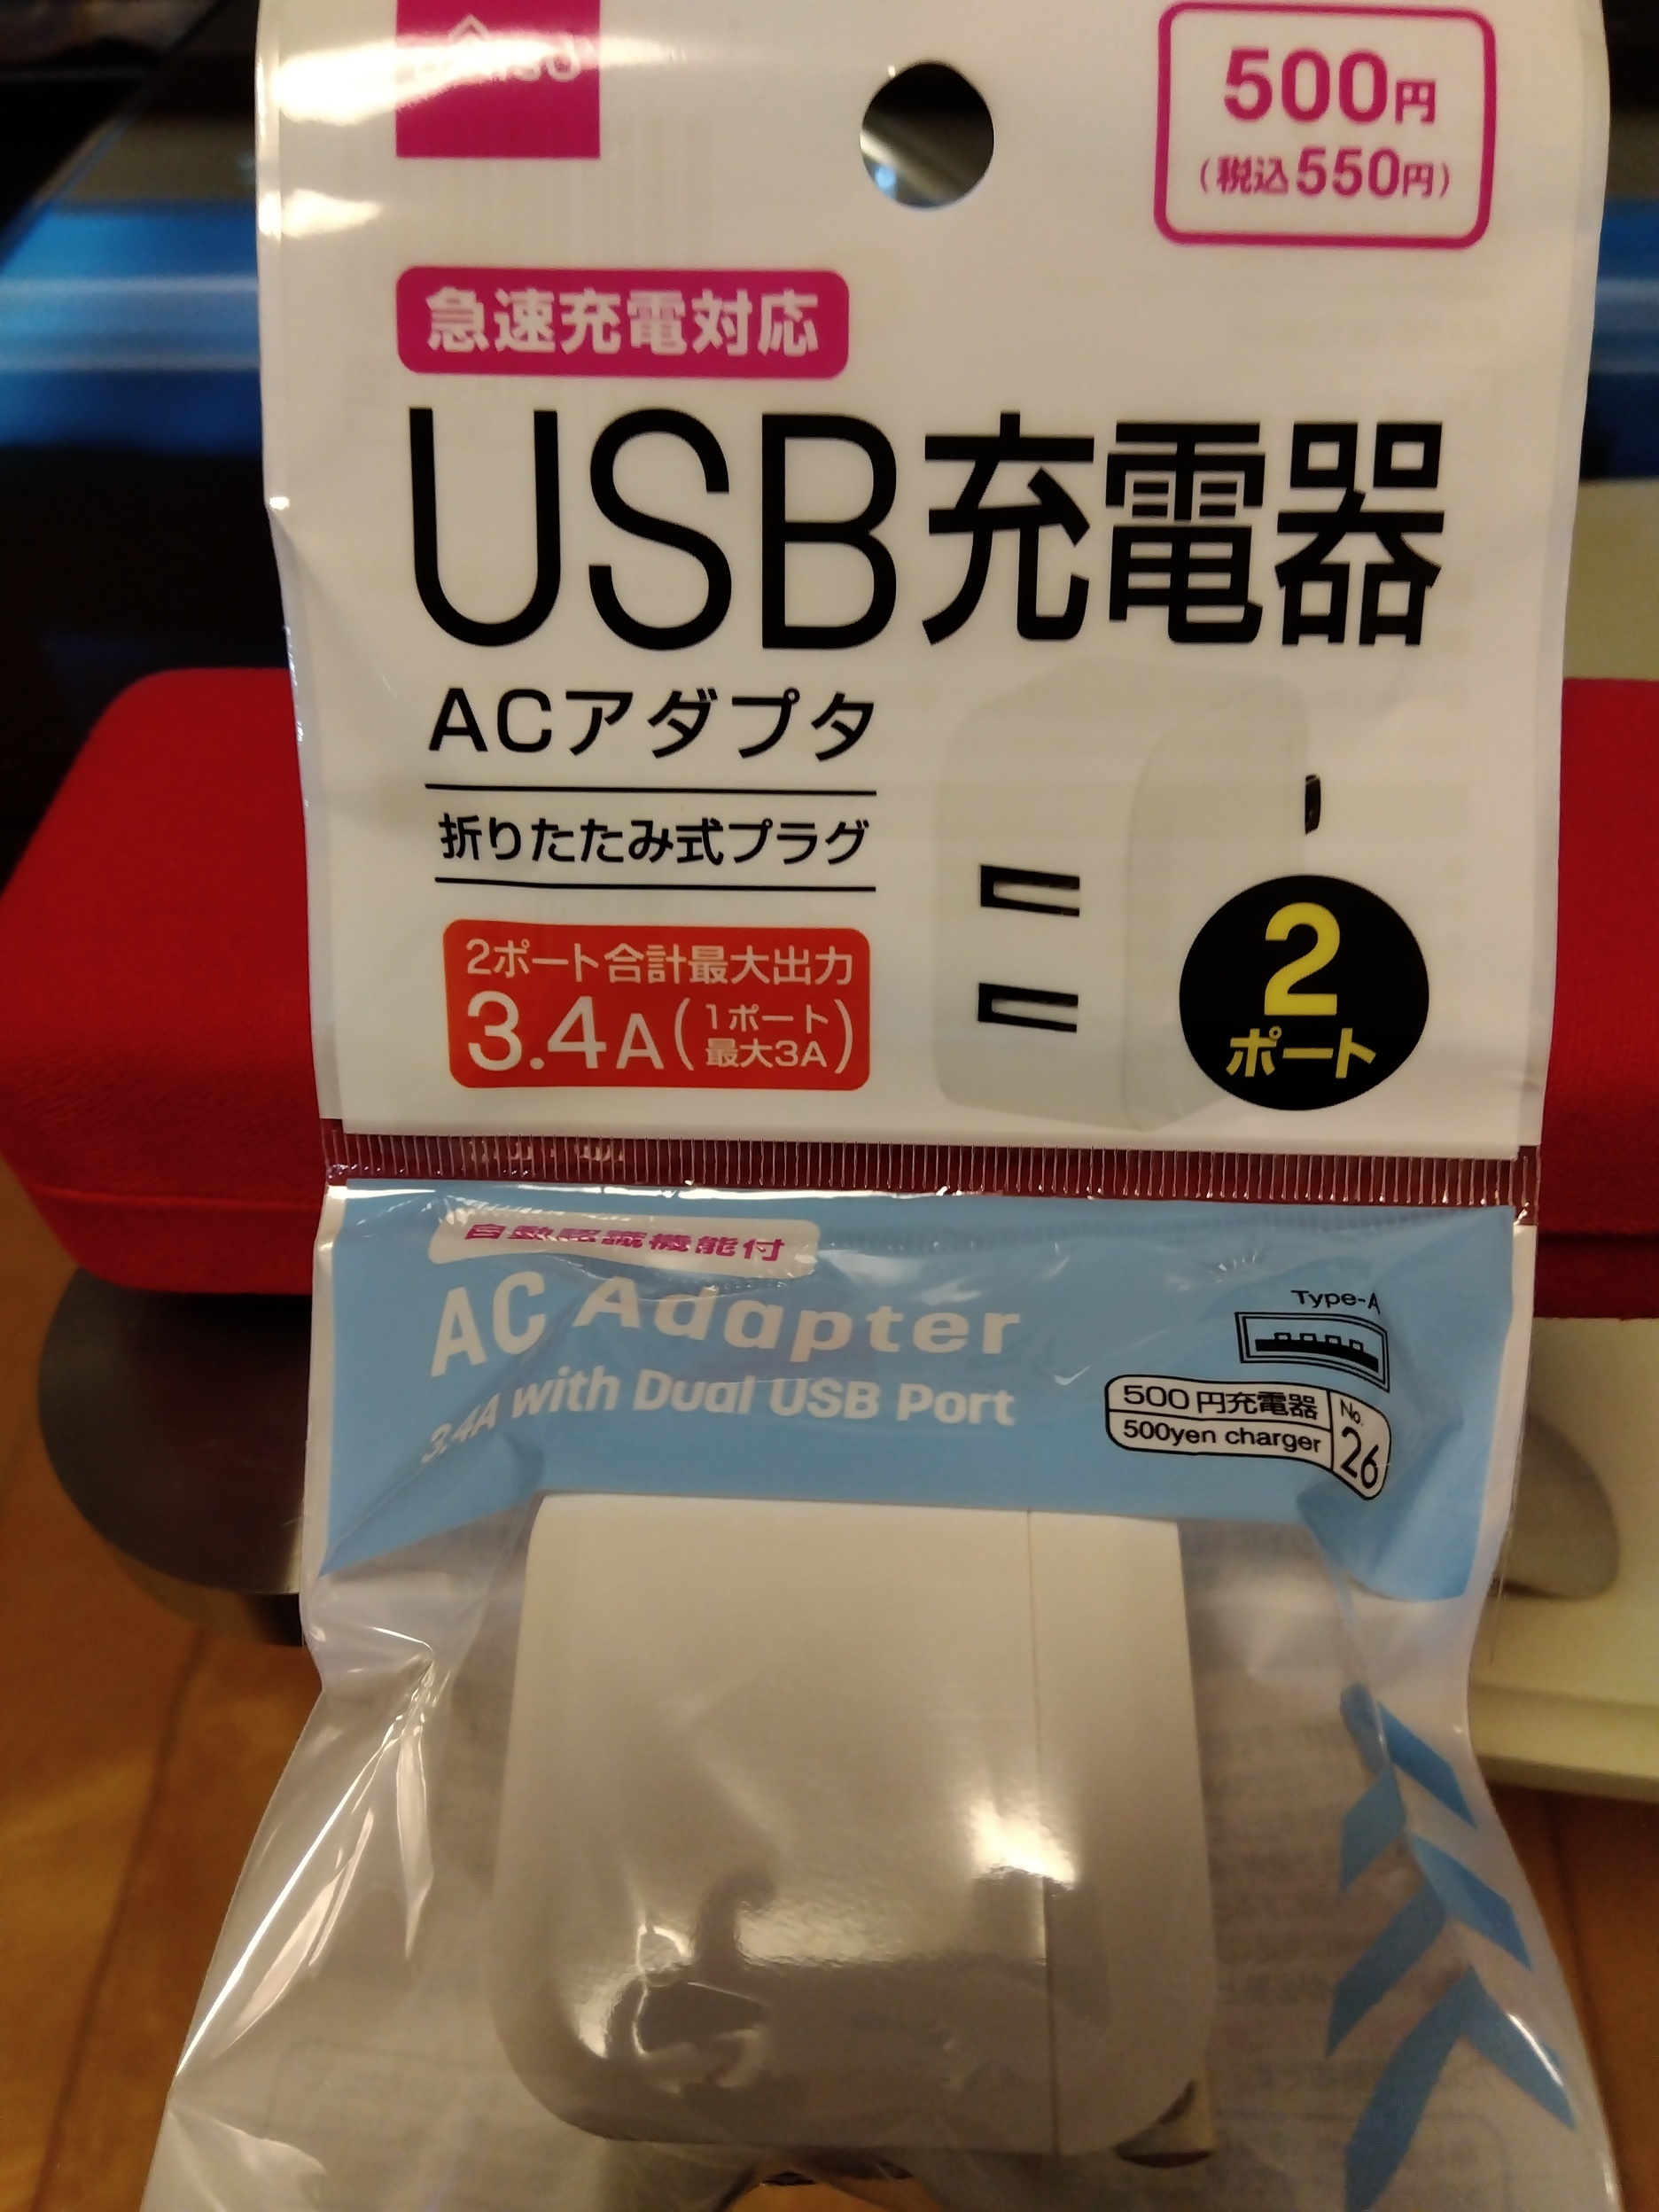 500円
(税込550円)
急速充電対応
USB充電器
ACアダプタ
折りたたみ式プラグ
2ポート合計最大出力
3.4A(1ポート最大3A)
2
ポート
自動認識機能付
AC Adapter
3.4A with Dual USB Port
Type-A
500円充電器
500yen charger
No.
26